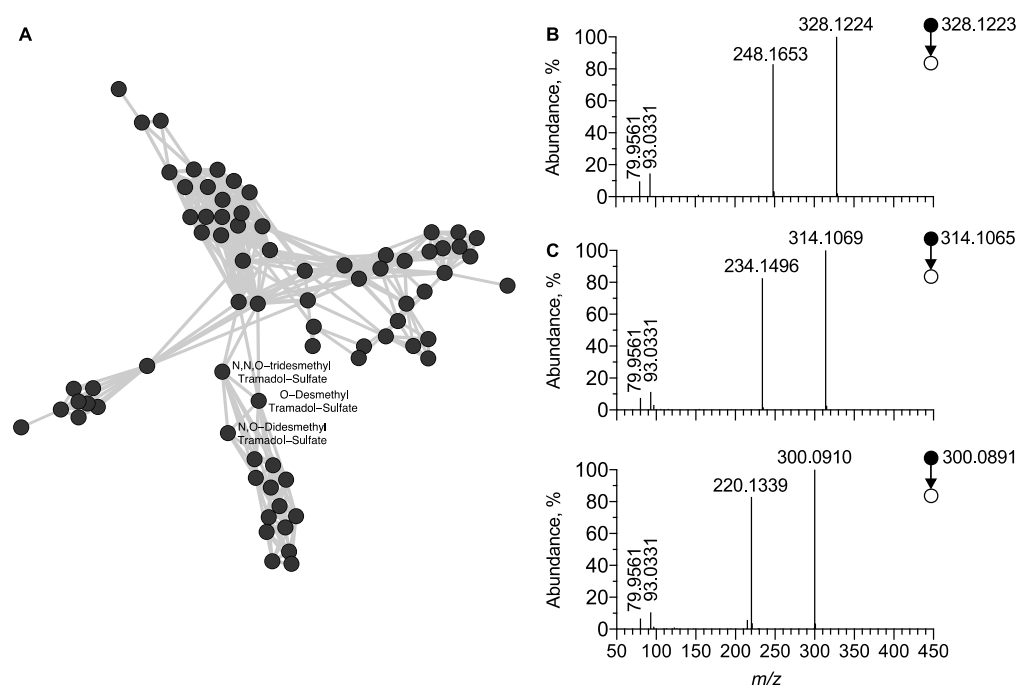 A
N,N,O−tridesmethyl
Tramadol−Sulfate
O−Desmethyl
Tramadol−Sulfate
N,O−Didesmethyl
Tramadol−Sulfate
B
Abundance, %
100
80
60
40
20
0
79.9561
93.0331
248.1653
328.1224
328.1223
C
Abundance, %
100
80
60
40
20
0
79.9561
93.0331
234.1496
314.1069
314.1065
Abundance, %
100
80
60
40
20
0
79.9561
93.0331
220.1339
300.0910
300.0891
50 100 150 200 250 300 350 400 450
m/z